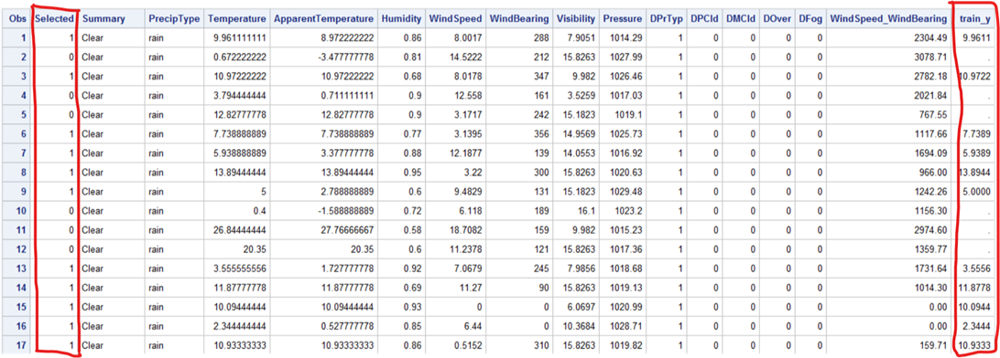 Obs Selected Summary PrecipType Temperature ApparentTemperature Humidity WindSpeed WindBearing Visibility Pressure DPrTyp DPCld DMCld DOver DFog WindSpeed_WindBearing train_y
1 1 Clear rain 9.961111111 8.972222222 0.86 8.0017 288 7.9051 1014.29 1 0 0 0 0 2304.49 9.9611
2 0 Clear rain 0.672222222 -3.477777778 0.81 14.5222 212 15.8263 1027.99 1 0 0 0 0 3078.71 .
3 1 Clear rain 10.97222222 10.97222222 0.68 8.0178 347 9.982 1026.46 1 0 0 0 0 2782.18 10.9722
4 0 Clear rain 3.794444444 0.711111111 0.9 12.558 161 3.5259 1017.03 1 0 0 0 0 2021.84 .
5 0 Clear rain 12.82777778 12.82777778 0.9 3.1717 242 15.1823 1019.1 1 0 0 0 0 767.55 .
6 1 Clear rain 7.738888889 7.738888889 0.77 3.1395 356 14.9569 1025.73 1 0 0 0 0 1117.66 7.7389
7 1 Clear rain 5.938888889 3.377777778 0.88 12.1877 139 14.0553 1016.92 1 0 0 0 0 1694.09 5.9389
8 1 Clear rain 13.89444444 13.89444444 0.95 3.22 300 15.8263 1020.63 1 0 0 0 0 966.00 13.8944
9 1 Clear rain 5 2.788888889 0.6 9.4829 131 15.1823 1029.48 1 0 0 0 0 1242.26 5.0000
10 0 Clear rain 0.4 -1.588888889 0.72 6.118 189 16.1 1023.2 1 0 0 0 0 1156.30 .
11 0 Clear rain 26.84444444 27.76666667 0.58 18.7082 159 9.982 1015.23 1 0 0 0 0 2974.60 .
12 0 Clear rain 20.35 20.35 0.6 11.2378 121 15.8263 1017.36 1 0 0 0 0 1359.77 .
13 1 Clear rain 3.555555556 1.727777778 0.92 7.0679 245 7.9856 1018.68 1 0 0 0 0 1731.64 3.5556
14 1 Clear rain 11.87777778 11.87777778 0.69 11.27 90 15.8263 1019.13 1 0 0 0 0 1014.30 11.8778
15 1 Clear rain 10.09444444 10.09444444 0.93 0 0 6.0697 1020.99 1 0 0 0 0 0.00 10.0944
16 1 Clear rain 2.344444444 0.527777778 0.85 6.44 0 10.3684 1028.71 1 0 0 0 0 0.00 2.3444
17 1 Clear rain 10.93333333 10.93333333 0.86 0.5152 310 15.8263 1019.82 1 0 0 0 0 159.71 10.9333